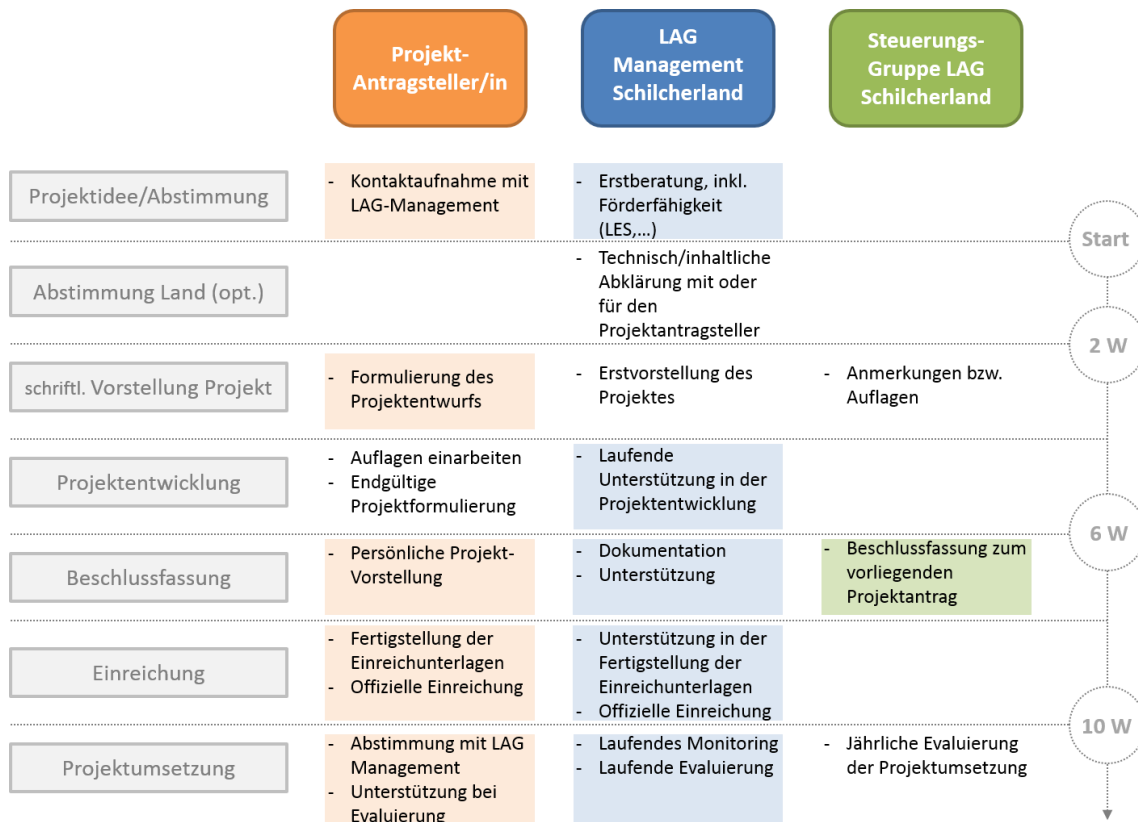 Projekt-
Antragsteller/in
LAG
Management
Schilcherland
Steuerungs-
Gruppe LAG
Schilcherland
Projektidee/Abstimmung
- Kontaktaufnahme mit
LAG-Management
- Erstberatung, inkl.
Förderfähigkeit
(LES,...)
Start
Abstimmung Land (opt.)
- Technisch/inhaltliche
Abklärung mit oder
für den
Projektantragsteller
2 W
schriftl. Vorstellung Projekt
- Formulierung des
Projektentwurfs
- Erstvorstellung des
Projektes
- Anmerkungen bzw.
Auflagen
Projektentwicklung
- Auflagen einarbeiten
- Endgültige
Projektformulierung
- Laufende
Unterstützung in der
Projektentwicklung
6 W
Beschlussfassung
- Persönliche Projekt-
Vorstellung
- Dokumentation
- Unterstützung
- Beschlussfassung zum
vorliegenden
Projektantrag
Einreichung
- Fertigstellung der
Einreichunterlagen
- Offizielle Einreichung
- Unterstützung in der
Fertigstellung der
Einreichunterlagen
- Offizielle Einreichung
10 W
Projektumsetzung
- Abstimmung mit LAG
Management
- Unterstützung bei
Evaluierung
- Laufendes Monitoring
- Laufende Evaluierung
- Jährliche Evaluierung
der Projektumsetzung